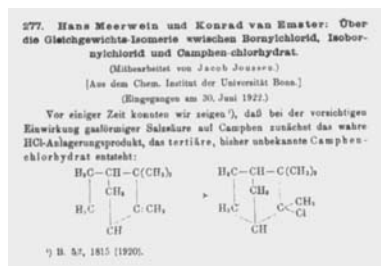 277. Hans Meerwein und Konrad van Emster: Über
die Gleichgewichts-Isomerie zwischen Bornylchlorid, Isobor-
nylchlorid und Camphen-chlorhydrat.
(Mitbearbeitet von Jacob Joussen.)
[Aus dem Chem. Institut der Universität Bonn.]
(Eingegangen am 30. Juni 1922.)
Vor einiger Zeit konnten wir zeigen¹), daß bei der vorsichtigen
Einwirkung gasförmiger Salzsäure auf Camphen zunächst das wahre
HCl-Anlagerungsprodukt, das tertiäre, bisher unbekannte Camphen-
chlorhydrat entsteht:
H₂C—CH—C(CH₃)₂ H₂C—CH—C(CH₃)₂
CH₂ CH₂
H₂C C:CH₂ H₂C C<CH₃
Cl
CH CH
¹) B. 53, 1815 [1920].